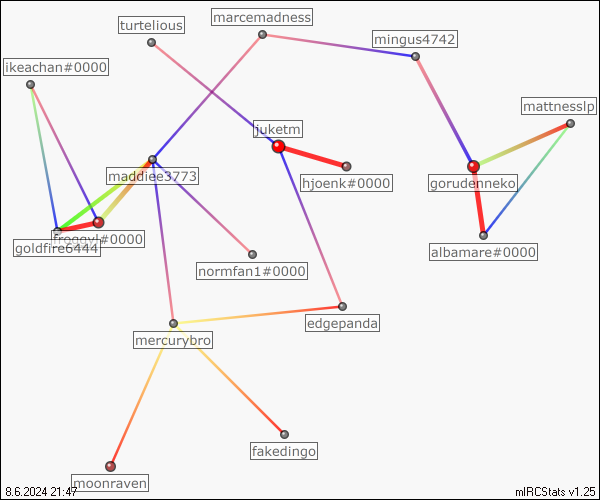 marcemadness
turtelious
mingus4742
ikeachan#0000
mattnesslp
juketm
maddiee3773
hjoenk#0000
gorudenneko
froggyl#0000
goldfire6444
albamare#0000
normfan1#0000
edgepanda
mercurybro
fakedingo
moonraven
8.6.2024 21:47
mIRCStats v1.25